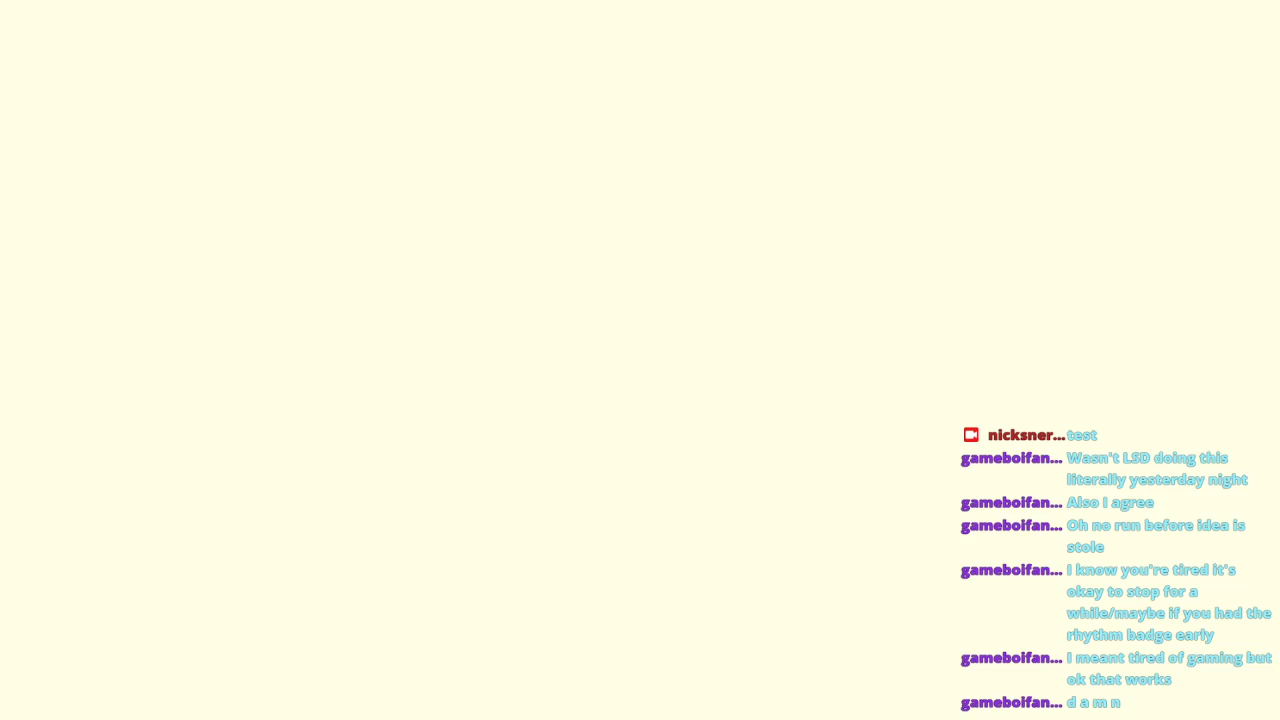 nicksner... test
gameboifan... Wasn't LSD doing this
literally yesterday night
gameboifan... Also I agree
gameboifan... Oh no run before idea is
stole
gameboifan... I know you're tired it's
okay to stop for a
while/maybe if you had the
rhythm badge early
gameboifan... I meant tired of gaming but
ok that works
gameboifan... d a m n